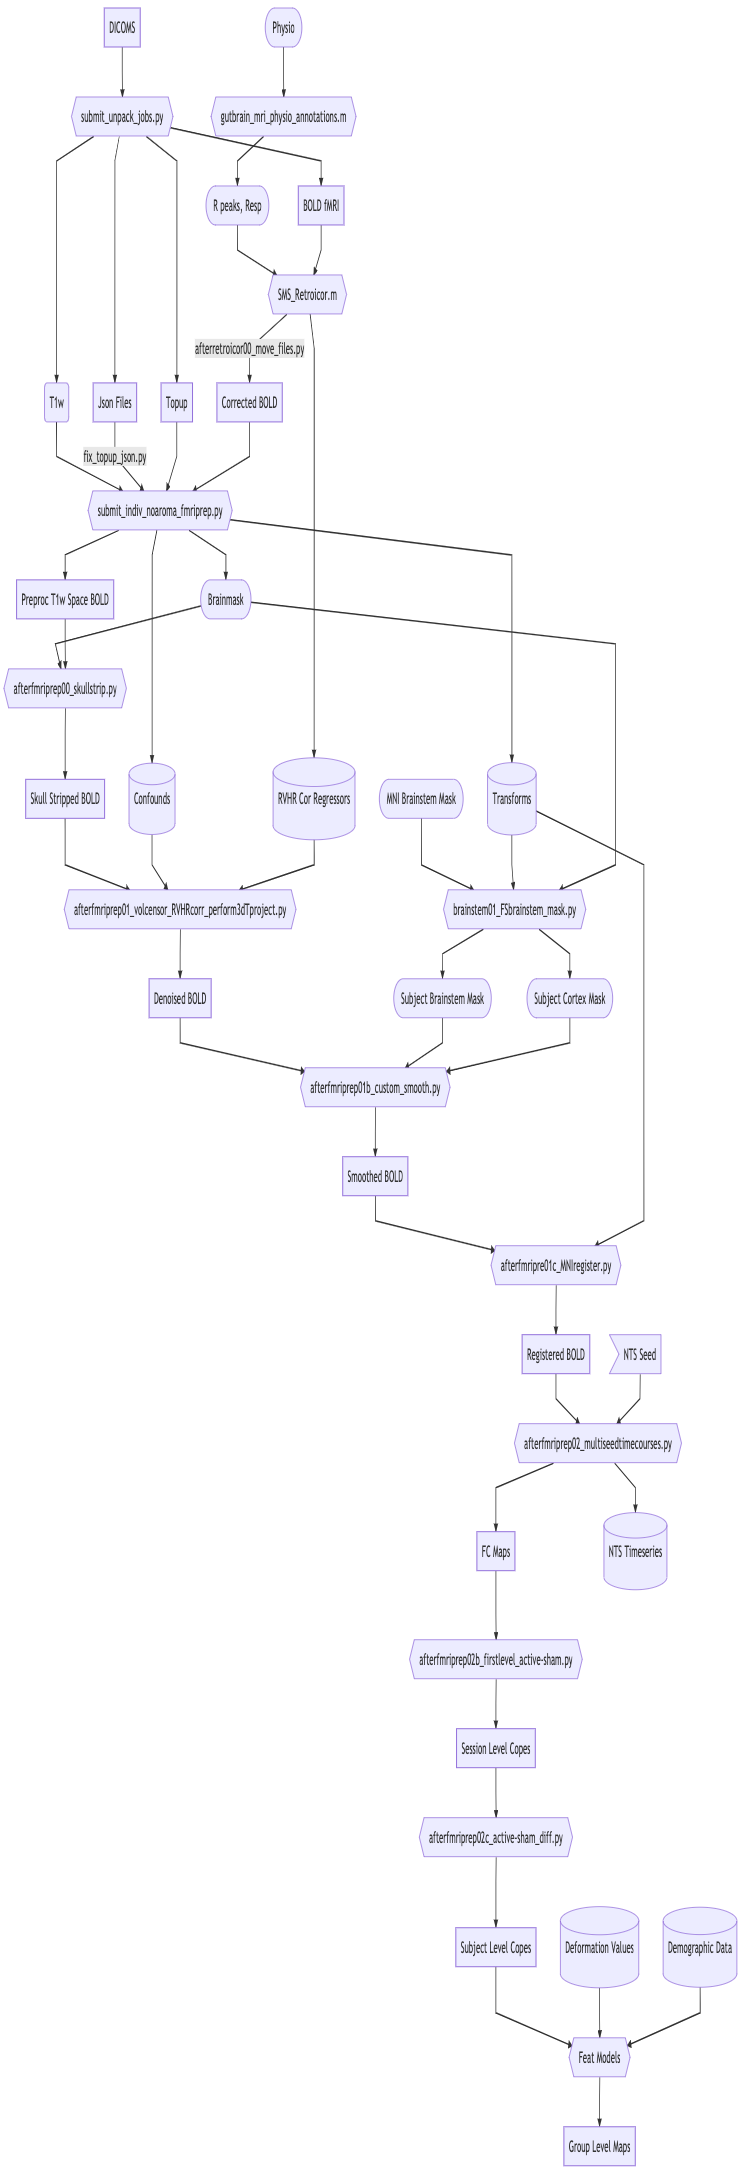 DICOMS
Physio
submit_unpack_jobs.py
gutbrain_mri_physio_annotations.m
R peaks, Resp
BOLD fMRI
SMS_Retroicor.m
afterretroicor00_move_files.py
T1w
Json Files
Topup
Corrected BOLD
fix_topup_json.py
submit_indiv_noaroma_fmriprep.py
Preproc T1w Space BOLD
Brainmask
afterfmriprep00_skullstrip.py
Skull Stripped BOLD
Confounds
RVHR Cor Regressors
MNI Brainstem Mask
Transforms
afterfmriprep01_volcensor_RVHRcorr_perform3dTproject.py
brainstem01_FSbrainstem_mask.py
Denoised BOLD
Subject Brainstem Mask
Subject Cortex Mask
afterfmriprep01b_custom_smooth.py
Smoothed BOLD
afterfmripre01c_MNIregister.py
Registered BOLD
NTS Seed
afterfmriprep02_multiseedtimecourses.py
FC Maps
NTS Timeseries
afterfmriprep02b_firstlevel_active-sham.py
Session Level Copes
afterfmriprep02c_active-sham_diff.py
Subject Level Copes
Deformation Values
Demographic Data
Feat Models
Group Level Maps